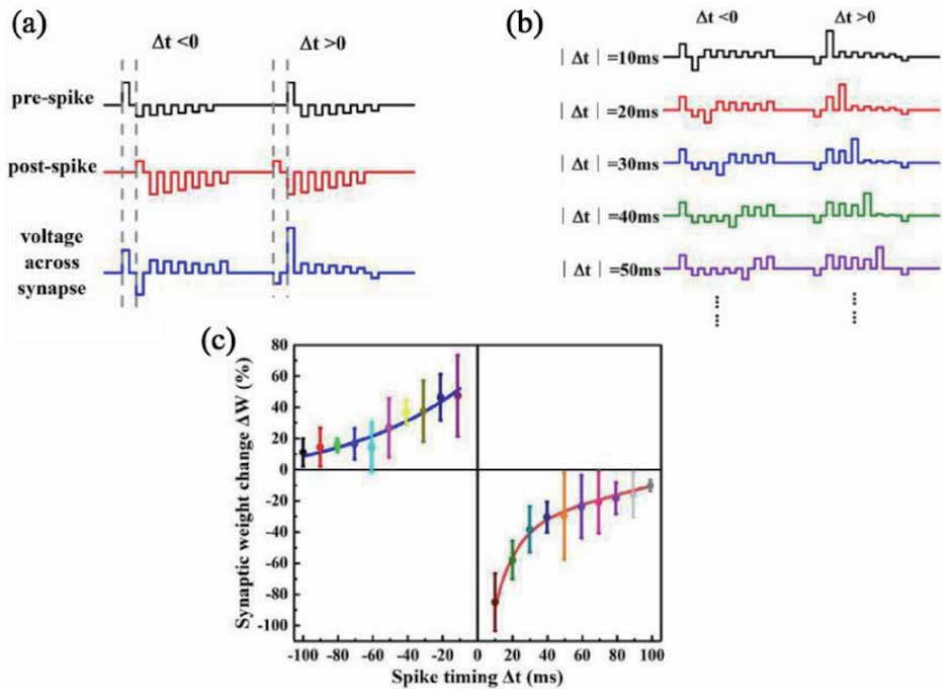 (a)
Δt <0
Δt >0
pre-spike
post-spike
voltage
across
synapse
(b)
Δt <0
Δt >0
| Δt | =10ms
| Δt | =20ms
| Δt | =30ms
| Δt | =40ms
| Δt | =50ms
(c)
Synaptic weight change ΔW (%)
80
60
40
20
0
-20
-40
-60
-80
-100
-100 -80 -60 -40 -20 0 20 40 60 80 100
Spike timing Δt (ms)